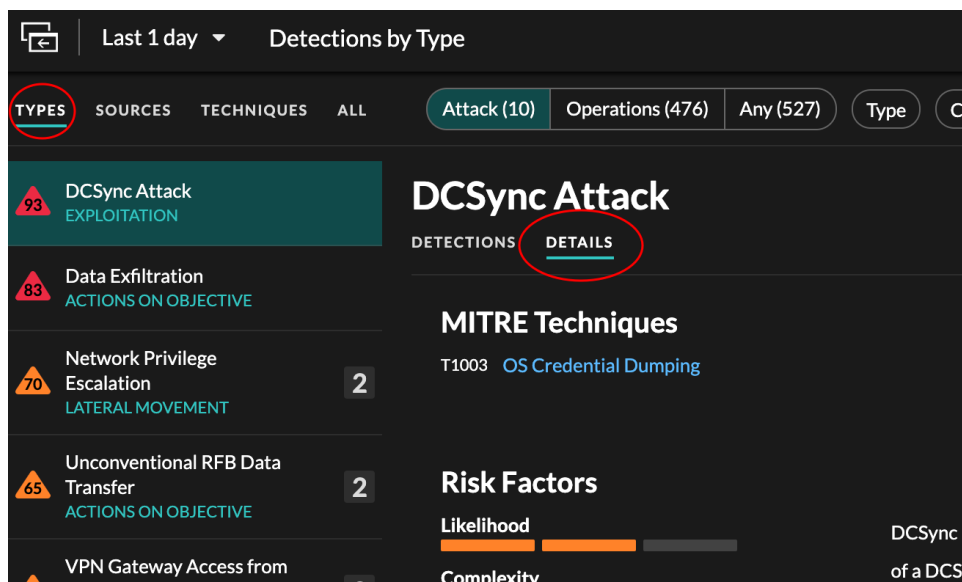 Last 1 day
Detections by Type
TYPES
SOURCES
TECHNIQUES
ALL
Attack (10)
Operations (476)
Any (527)
Type
C
93
DCSync Attack
EXPLOITATION
83
Data Exfiltration
ACTIONS ON OBJECTIVE
70
Network Privilege
Escalation
LATERAL MOVEMENT
2
65
Unconventional RFB Data
Transfer
ACTIONS ON OBJECTIVE
2
VPN Gateway Access from
DCSync Attack
DETECTIONS
DETAILS
MITRE Techniques
T1003 OS Credential Dumping
Risk Factors
Likelihood
Complexity
DCSync
of a DCS